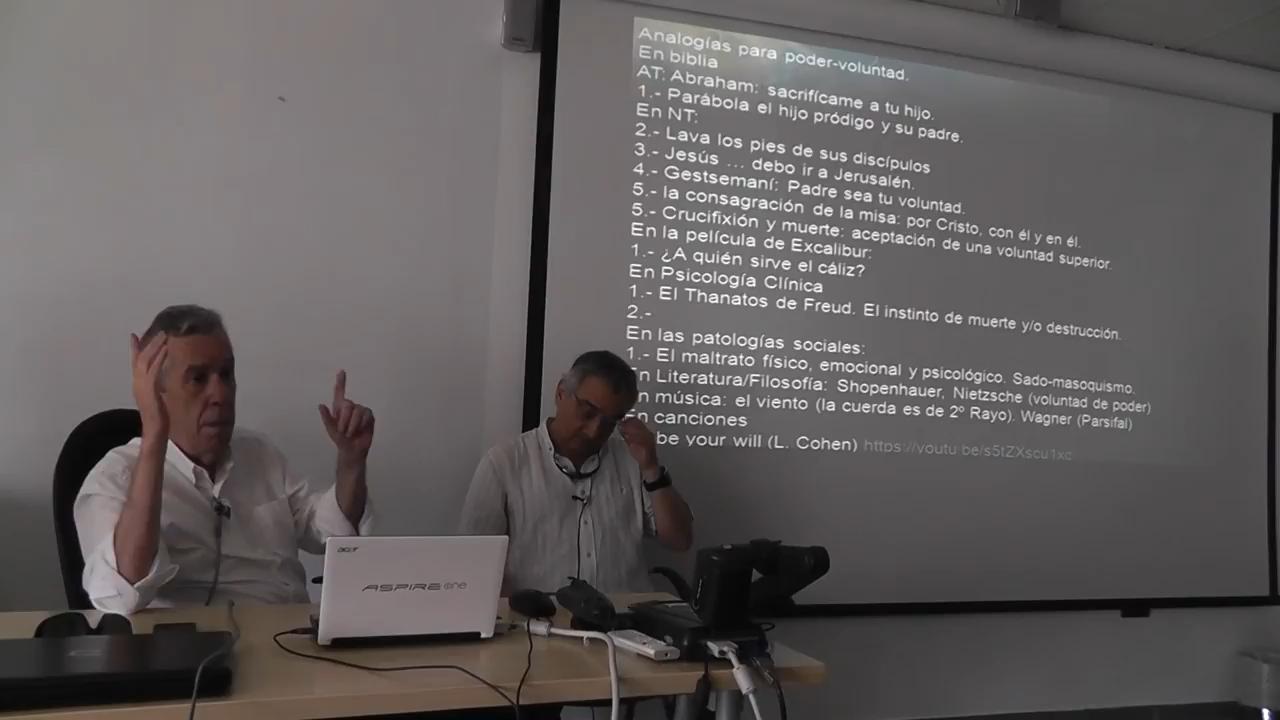 Analogías para poder-voluntad.
En biblia
AT: Abraham: sacrifícame a tu hijo.
1.- Parábola el hijo pródigo y su padre.
En NT:
2.- Lava los pies de sus discípulos
3.- Jesús ... debo ir a Jerusalén.
4.- Gestsemaní: Padre sea tu voluntad.
5.- la consagración de la misa: por Cristo, con él y en él.
5.- Crucifixión y muerte: aceptación de una voluntad superior.
En la película de Excalibur:
1.- ¿A quién sirve el cáliz?
En Psicología Clínica
1.- El Thanatos de Freud. El instinto de muerte y/o destrucción.
2.-
En las patologías sociales:
1.- El maltrato físico, emocional y psicológico. Sado-masoquismo.
En Literatura/Filosofía: Shopenhauer, Nietzsche (voluntad de poder)
En música: el viento (la cuerda es de 2º Rayo). Wagner (Parsifal)
En canciones
be your will (L. Cohen) https://youtu.be/s5tZXscu1xc
acer
ASPIRE one